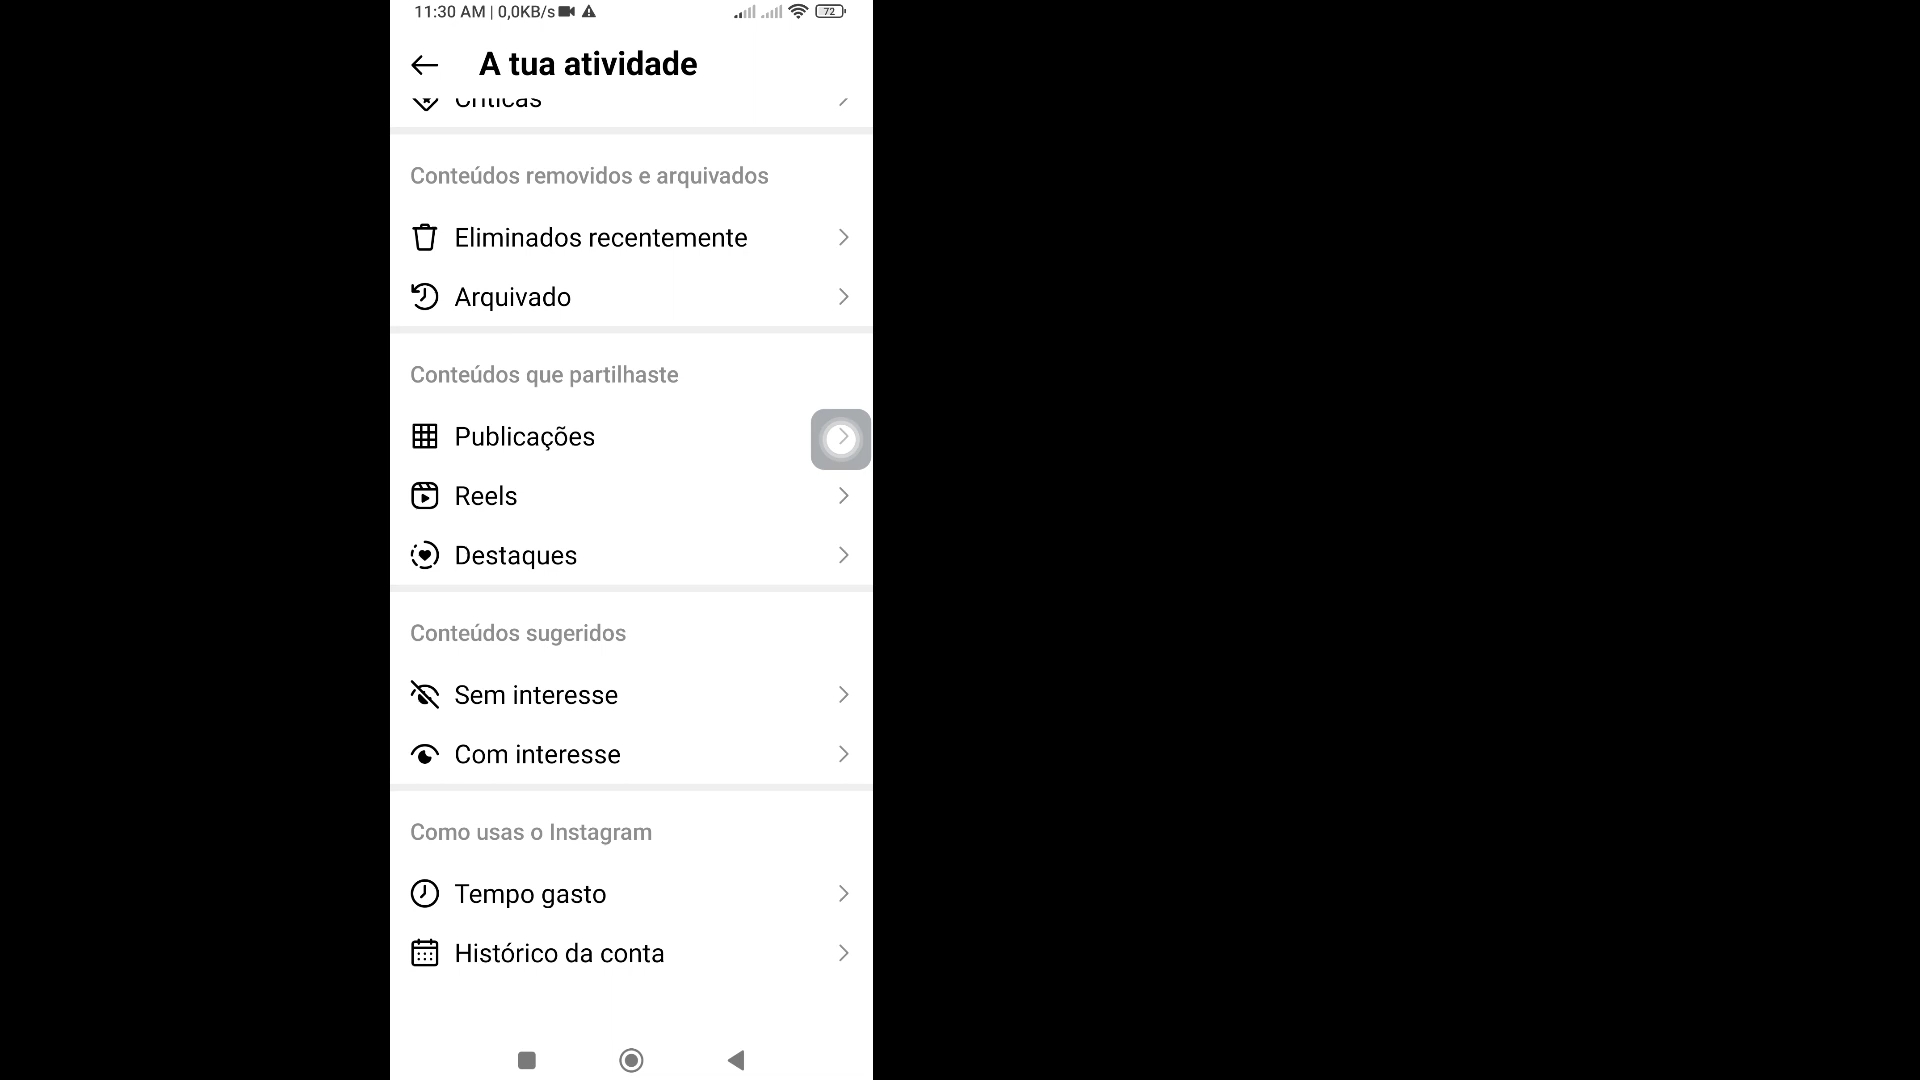 11:30 AM | 0,0KB/s
72
A tua atividade
Críticas
Conteúdos removidos e arquivados
Eliminados recentemente
Arquivado
Conteúdos que partilhaste
Publicações
Reels
Destaques
Conteúdos sugeridos
Sem interesse
Com interesse
Como usas o Instagram
Tempo gasto
Histórico da conta